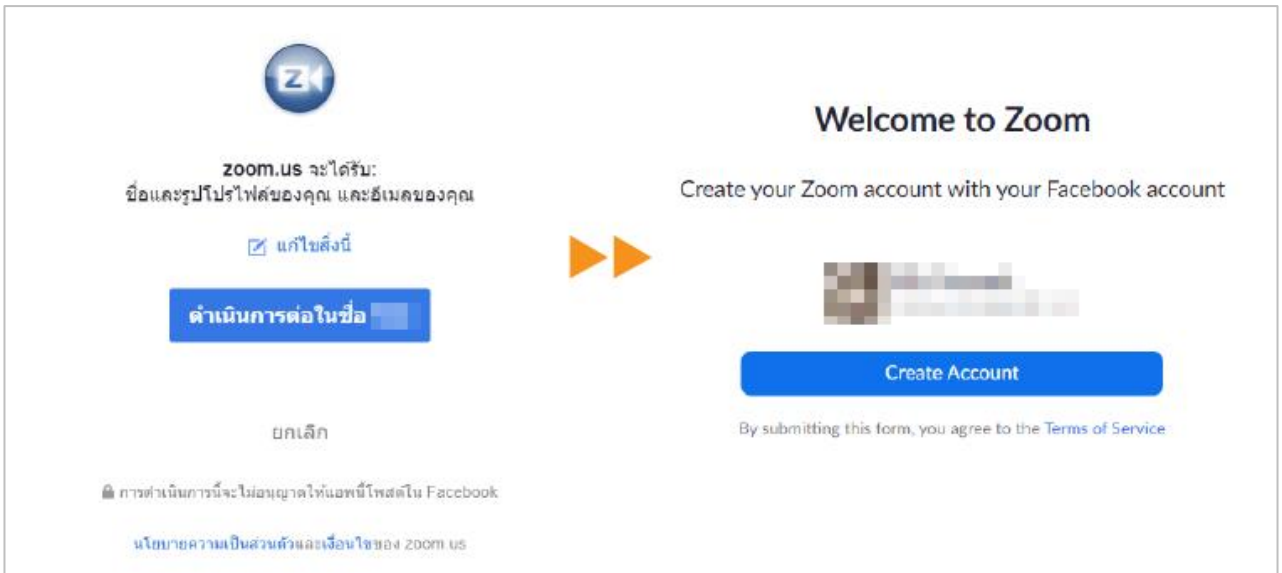 zoom.us จะได้รับ:
ชื่อและรูปโปรไฟล์ของคุณ และอีเมลของคุณ
แก้ไขสิ่งนี้
ดำเนินการต่อในชื่อ
ยกเลิก
การดำเนินการนี้จะไม่อนุญาตให้แอพนี้โพสต์ใน Facebook
นโยบายความเป็นส่วนตัวและเงื่อนไขของ zoom.us
Welcome to Zoom
Create your Zoom account with your Facebook account
Create Account
By submitting this form, you agree to the Terms of Service